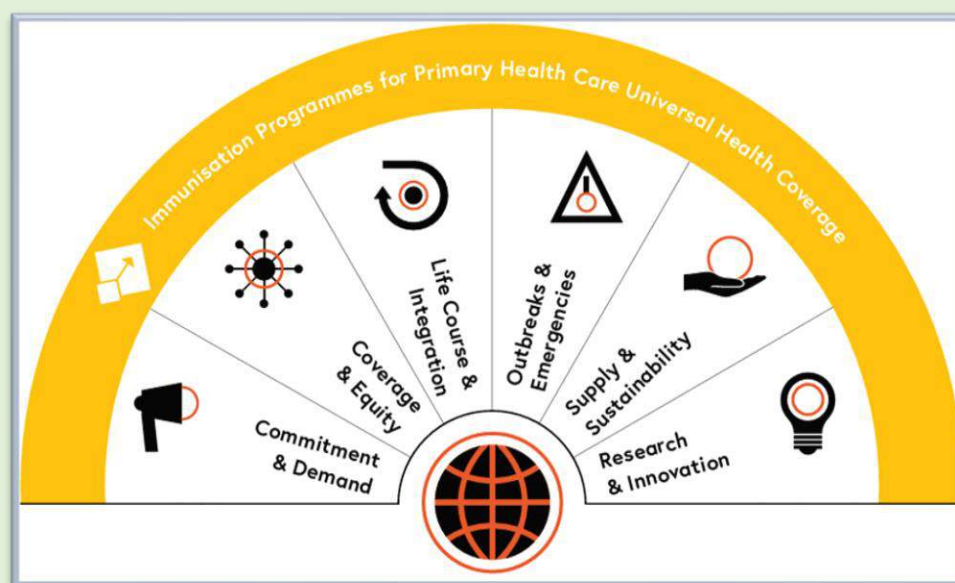 Immunisation Programmes for Primary Health Care Universal Health Coverage
Commitment
& Demand
Coverage
& Equity
Life Course &
Integration
Outbreaks &
Emergencies
Supply &
Sustainability
Research
& Innovation